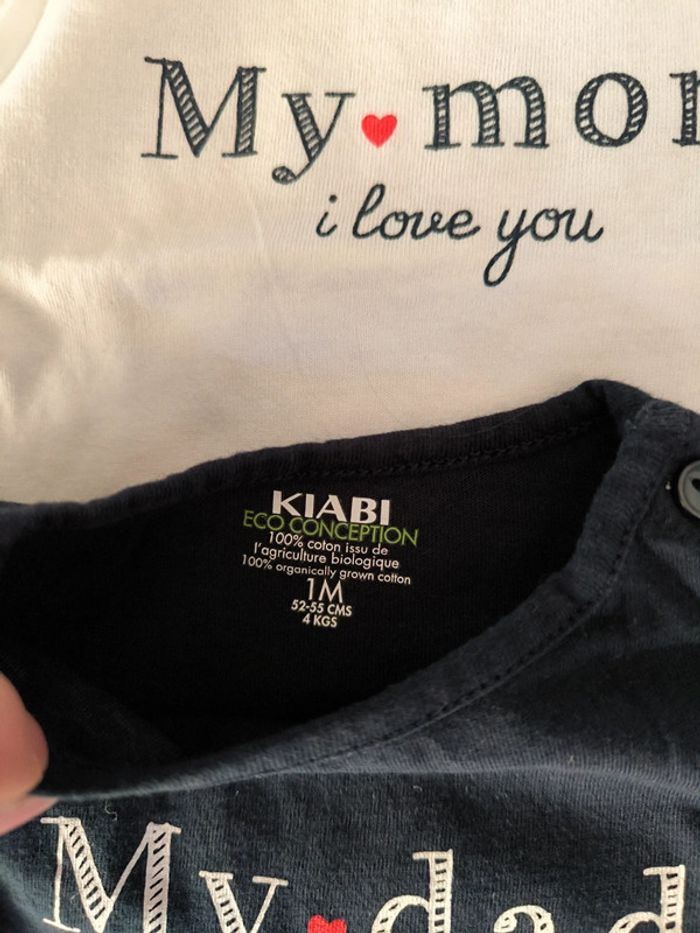 My mom
i love you
KIABI
ECO CONCEPTION
100% coton issu de
l'agriculture biologique
100% organically grown cotton
1M
52-55 CMS
4 KGS
My dad